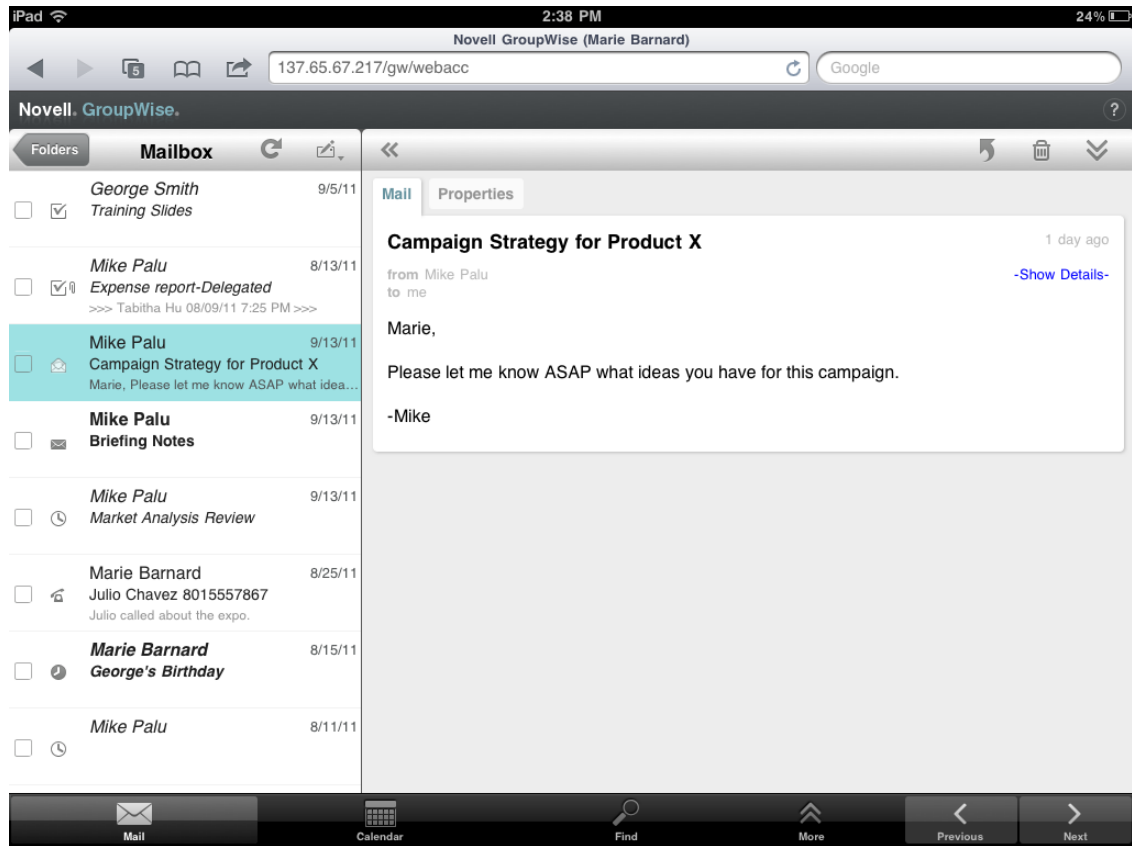 iPad 2:38 PM 24%
Novell GroupWise (Marie Barnard)
5 137.65.67.217/gw/webacc Google
Novell. GroupWise. ?
Folders Mailbox
George Smith 9/5/11
Training Slides
Mike Palu 8/13/11
Expense report-Delegated
>>> Tabitha Hu 08/09/11 7:25 PM >>>
Mike Palu 9/13/11
Campaign Strategy for Product X
Marie, Please let me know ASAP what idea...
Mike Palu 9/13/11
Briefing Notes
Mike Palu 9/13/11
Market Analysis Review
Marie Barnard 8/25/11
Julio Chavez 8015557867
Julio called about the expo.
Marie Barnard 8/15/11
George's Birthday
Mike Palu 8/11/11
Mail Properties
Campaign Strategy for Product X 1 day ago
from Mike Palu -Show Details-
to me
Marie,
Please let me know ASAP what ideas you have for this campaign.
-Mike
Mail Calendar Find More Previous Next